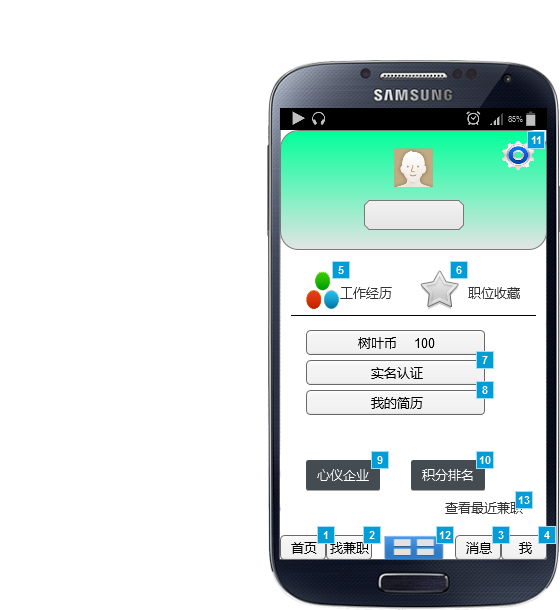 SAMSUNG
85%
11
5 6
工作经历 职位收藏
树叶币 100
7
实名认证
8
我的简历
9 10
心仪企业 积分排名
13
查看最近兼职
1 2 12 3 4
首页 找兼职 消息 我